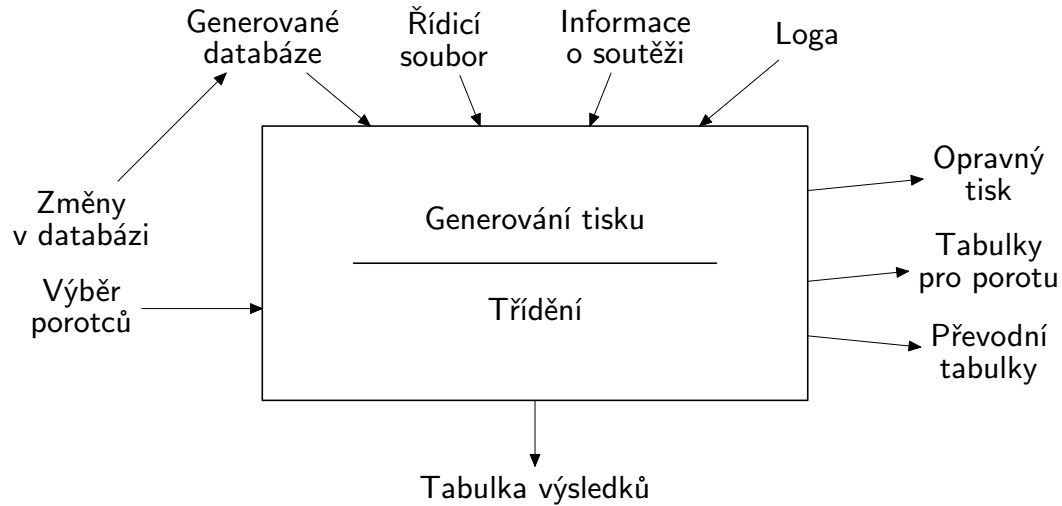 Generované
databáze
Řídicí
soubor
Informace
o soutěži
Loga
Změny
v databázi
Výběr
porotců
Generování tisku
Třídění
Opravný
tisk
Tabulky
pro porotu
Převodní
tabulky
Tabulka výsledků